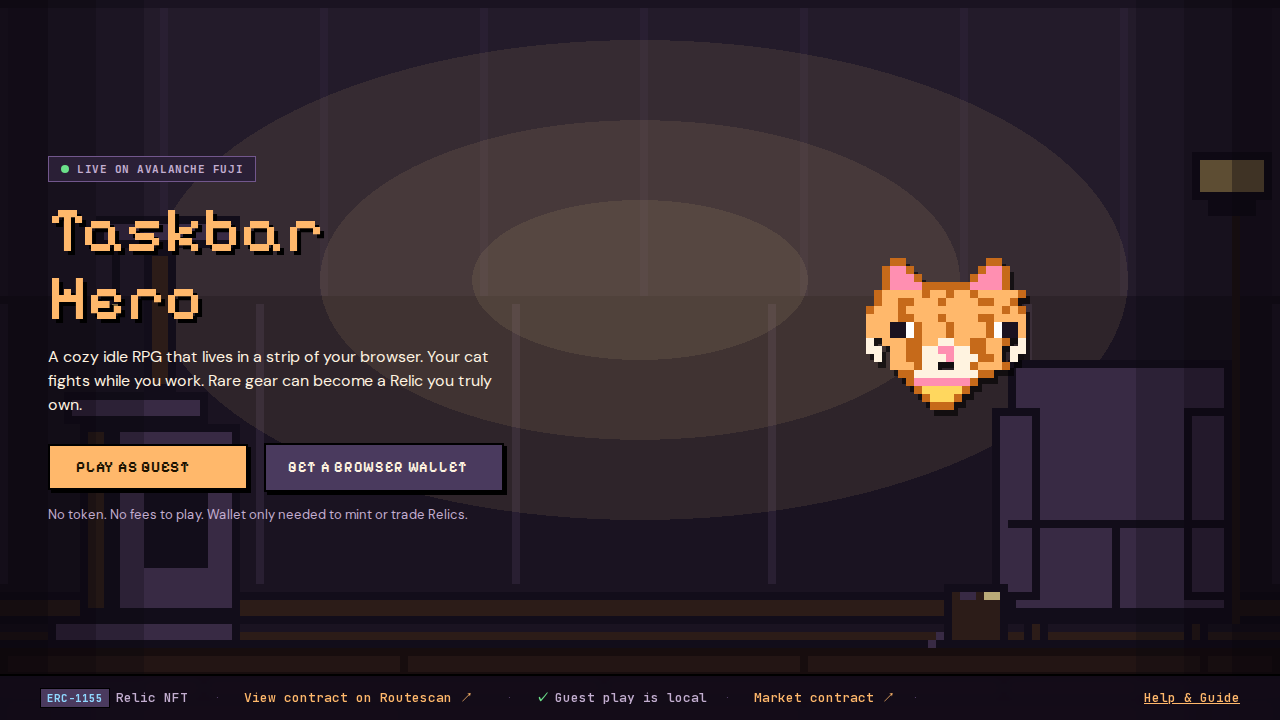 LIVE ON AVALANCHE FUJI
Taskbar
Hero
A cozy idle RPG that lives in a strip of your browser. Your cat
fights while you work. Rare gear can become a Relic you truly
own.
PLAY AS GUEST
GET A BROWSER WALLET
No token. No fees to play. Wallet only needed to mint or trade Relics.
ERC-1155 Relic NFT · View contract on Routescan ↗ · ✓ Guest play is local · Market contract ↗ · Help & Guide